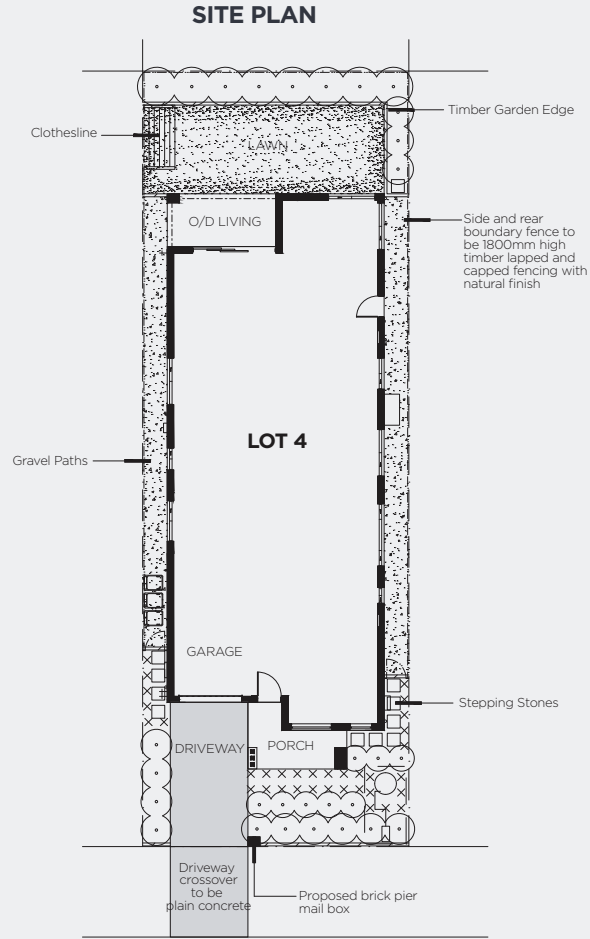 SITE PLAN
Timber Garden Edge
Clothesline
LAWN
O/D LIVING
Side and rear
boundary fence to
be 1800mm high
timber lapped and
capped fencing with
natural finish
LOT 4
Gravel Paths
GARAGE
Stepping Stones
DRIVEWAY
PORCH
Driveway
crossover
to be
plain concrete
Proposed brick pier
mail box